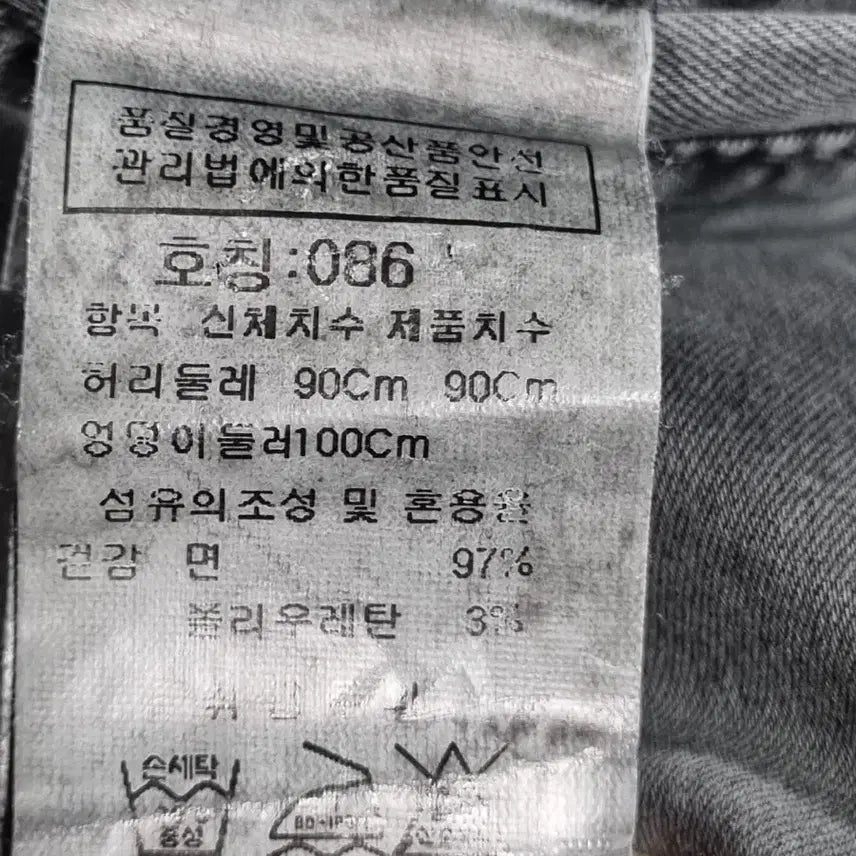 품질경영및공산품안전
관리법에의한품질표시
호칭:086
항목 신체치수 제품치수
허리둘레 90Cm 90Cm
엉덩이둘레100Cm
섬유의조성 및 혼용율
겉감 면 97%
폴리우레탄 3%
손세탁
중성